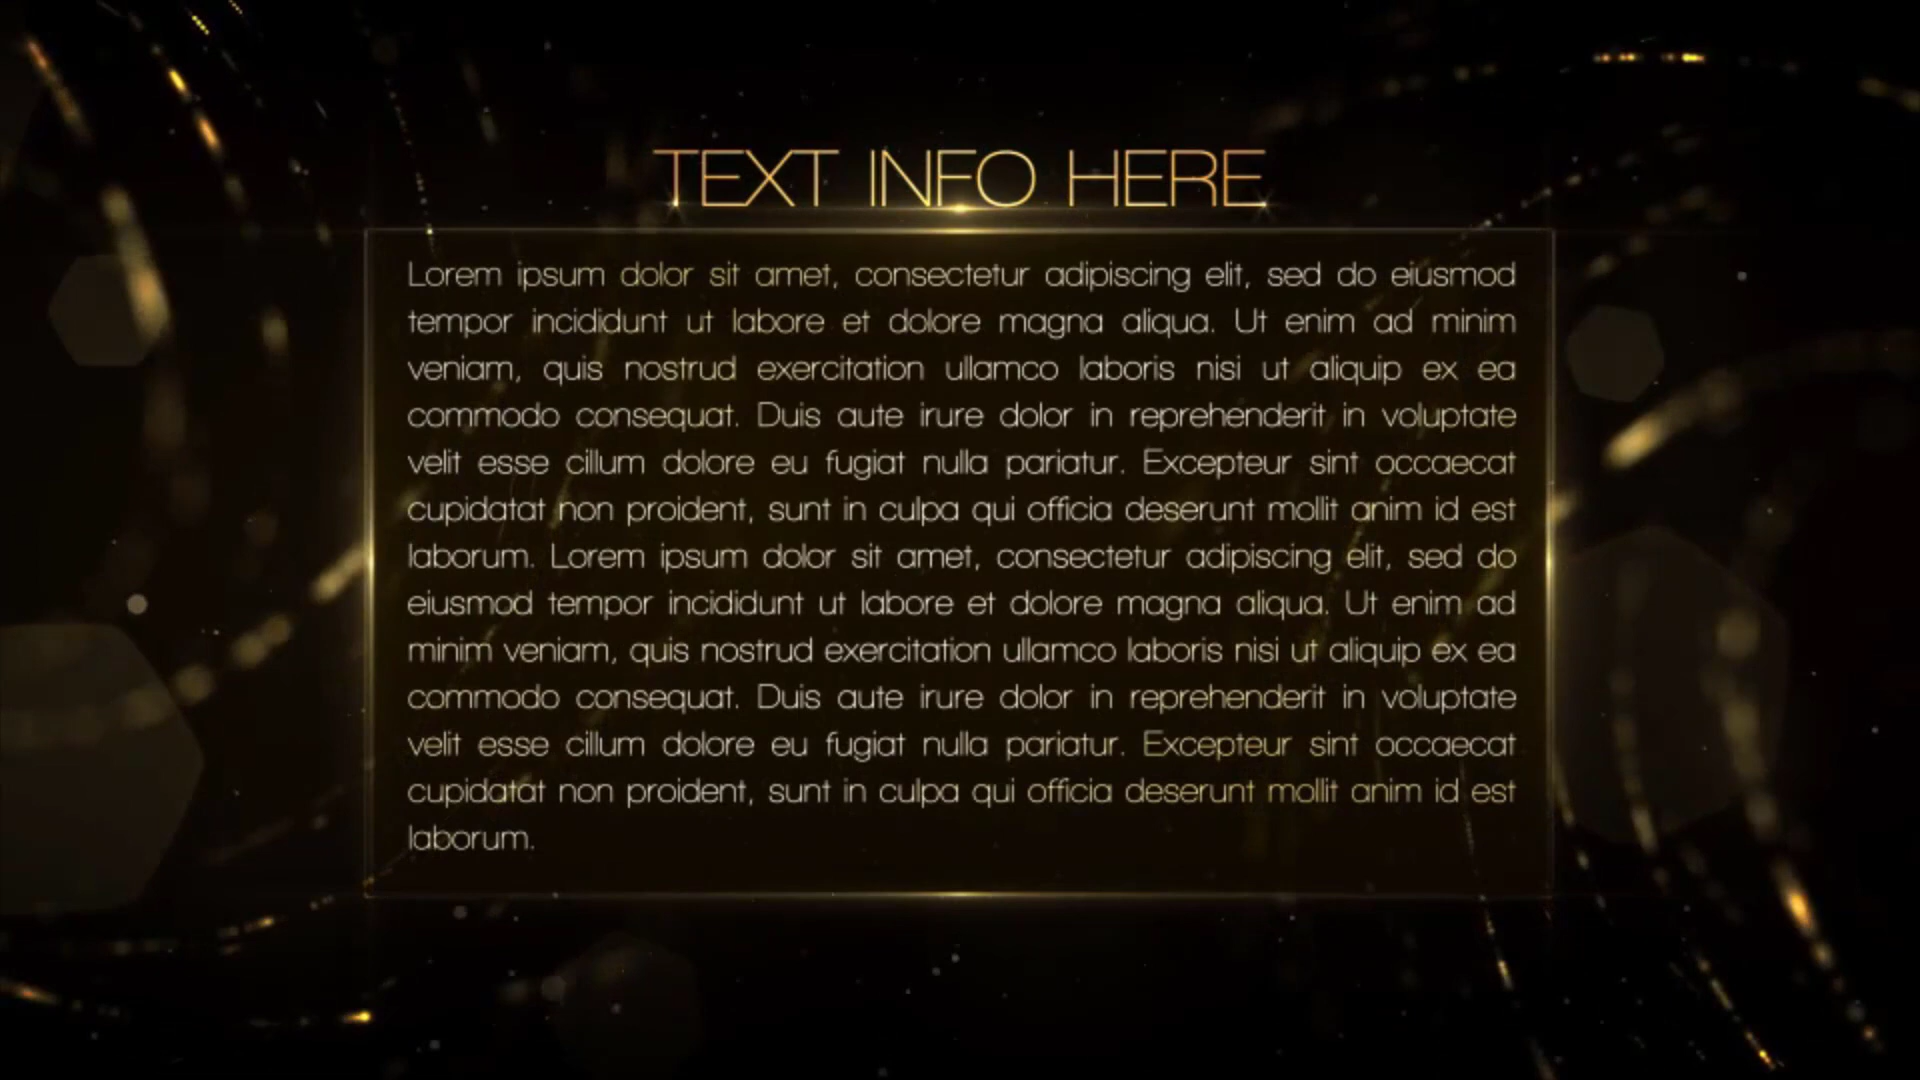 TEXT INFO HERE
Lorem ipsum dolor sit amet, consectetur adipiscing elit, sed do eiusmod
tempor incididunt ut labore et dolore magna aliqua. Ut enim ad minim
veniam, quis nostrud exercitation ullamco laboris nisi ut aliquip ex ea
commodo consequat. Duis aute irure dolor in reprehenderit in voluptate
velit esse cillum dolore eu fugiat nulla pariatur. Excepteur sint occaecat
cupidatat non proident, sunt in culpa qui officia deserunt mollit anim id est
laborum. Lorem ipsum dolor sit amet, consectetur adipiscing elit, sed do
eiusmod tempor incididunt ut labore et dolore magna aliqua. Ut enim ad
minim veniam, quis nostrud exercitation ullamco laboris nisi ut aliquip ex ea
commodo consequat. Duis aute irure dolor in reprehenderit in voluptate
velit esse cillum dolore eu fugiat nulla pariatur. Excepteur sint occaecat
cupidatat non proident, sunt in culpa qui officia deserunt mollit anim id est
laborum.